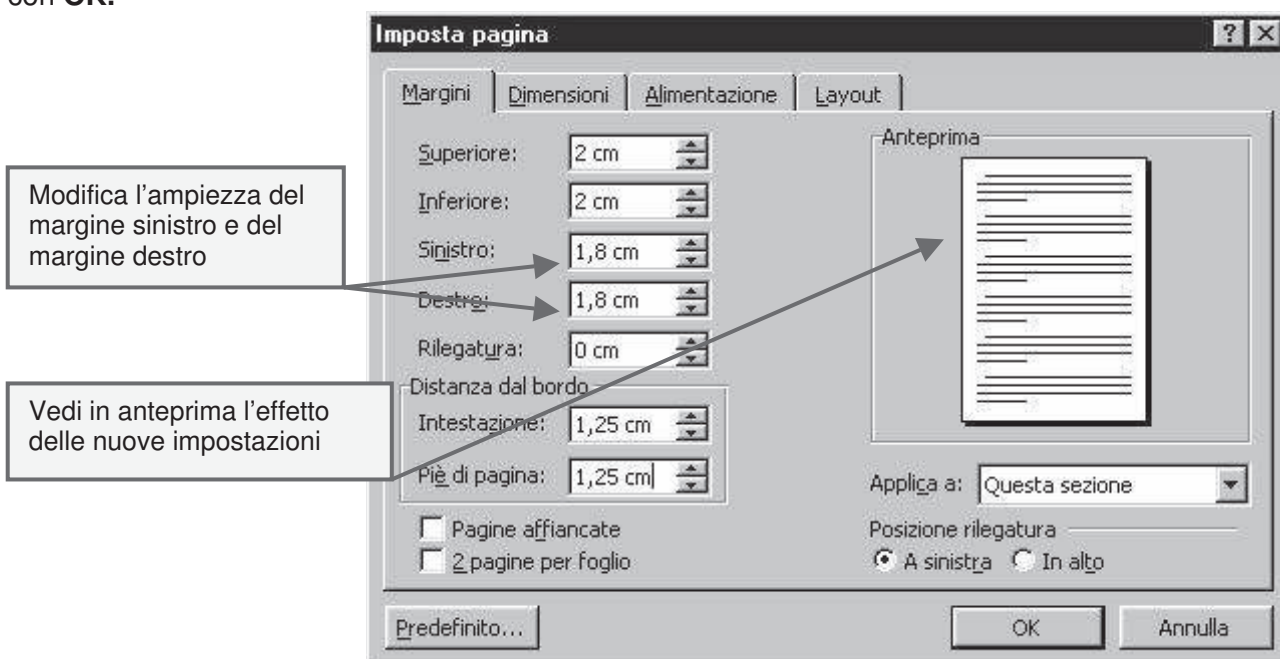 con OK.
Imposta pagina
Margini Dimensioni Alimentazione Layout
Superiore: 2 cm
Inferiore: 2 cm
Sinistro: 1,8 cm
Destro: 1,8 cm
Rilegatura: 0 cm
Distanza dal bordo
Intestazione: 1,25 cm
Piè di pagina: 1,25 cm
Pagine affiancate
2 pagine per foglio
Anteprima
Applica a: Questa sezione
Posizione rilegatura
A sinistra In alto
Predefinito... OK Annulla
Modifica l'ampiezza del
margine sinistro e del
margine destro
Vedi in anteprima l'effetto
delle nuove impostazioni